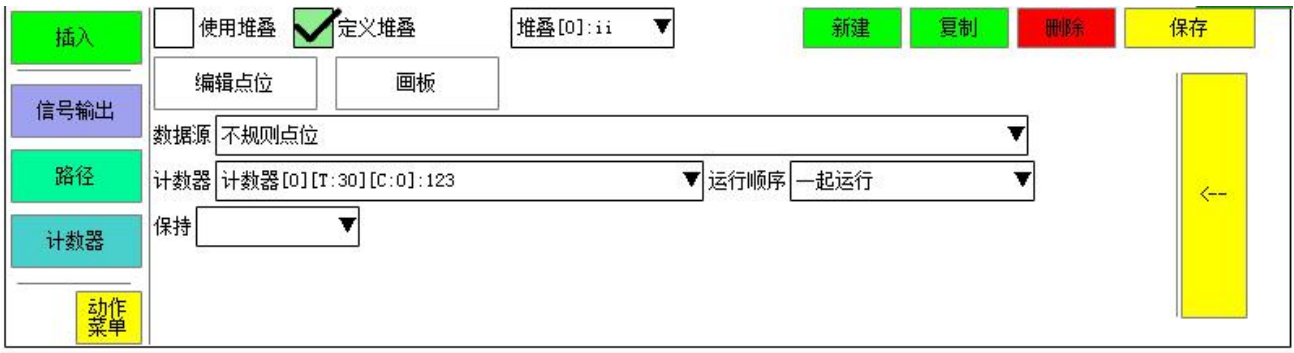 插入 使用堆叠 定义堆叠 堆叠[0]:ii 新建 复制 删除 保存
编辑点位 画板
信号输出
数据源 不规则点位
路径 计数器 计数器[0][T:30][C:0]:123 运行顺序 一起运行
<--
计数器 保持
动作
菜单